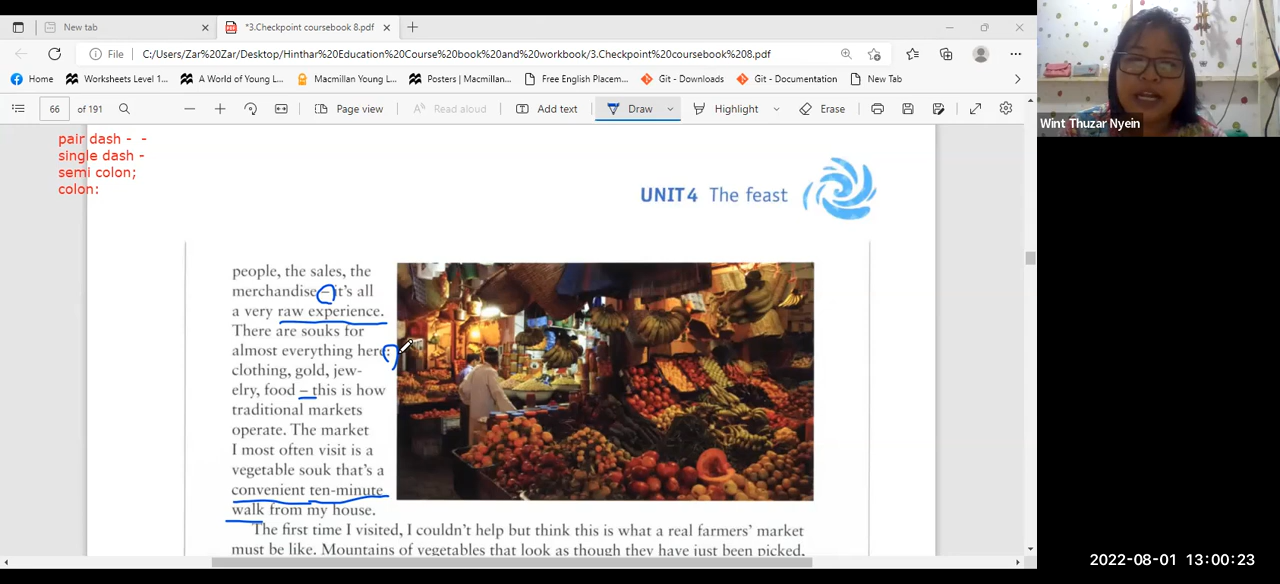 New tab
*3.Checkpoint coursebook 8.pdf
File
C:/Users/Zar%20Zar/Desktop/Hinthar%20Education%20Course%20book%20and%20workbook/3.Checkpoint%20coursebook%208.pdf
Home
Worksheets Level 1...
A World of Young L...
Macmillan Young L...
Posters | Macmillan...
Free English Placem...
Git - Downloads
Git - Documentation
New Tab
66 of 191
Page view
Read aloud
Add text
Draw
Highlight
Erase
Wint Thuzar Nyein
pair dash - -
single dash -
semi colon;
colon:
UNIT 4 The feast
people, the sales, the
merchandise – it's all
a very raw experience.
There are souks for
almost everything here:
clothing, gold, jew-
elry, food – this is how
traditional markets
operate. The market
I most often visit is a
vegetable souk that's a
convenient ten-minute
walk from my house.
The first time I visited, I couldn't help but think this is what a real farmers' market
must be like. Mountains of vegetables that look as though they have just been picked,
2022-08-01 13:00:23